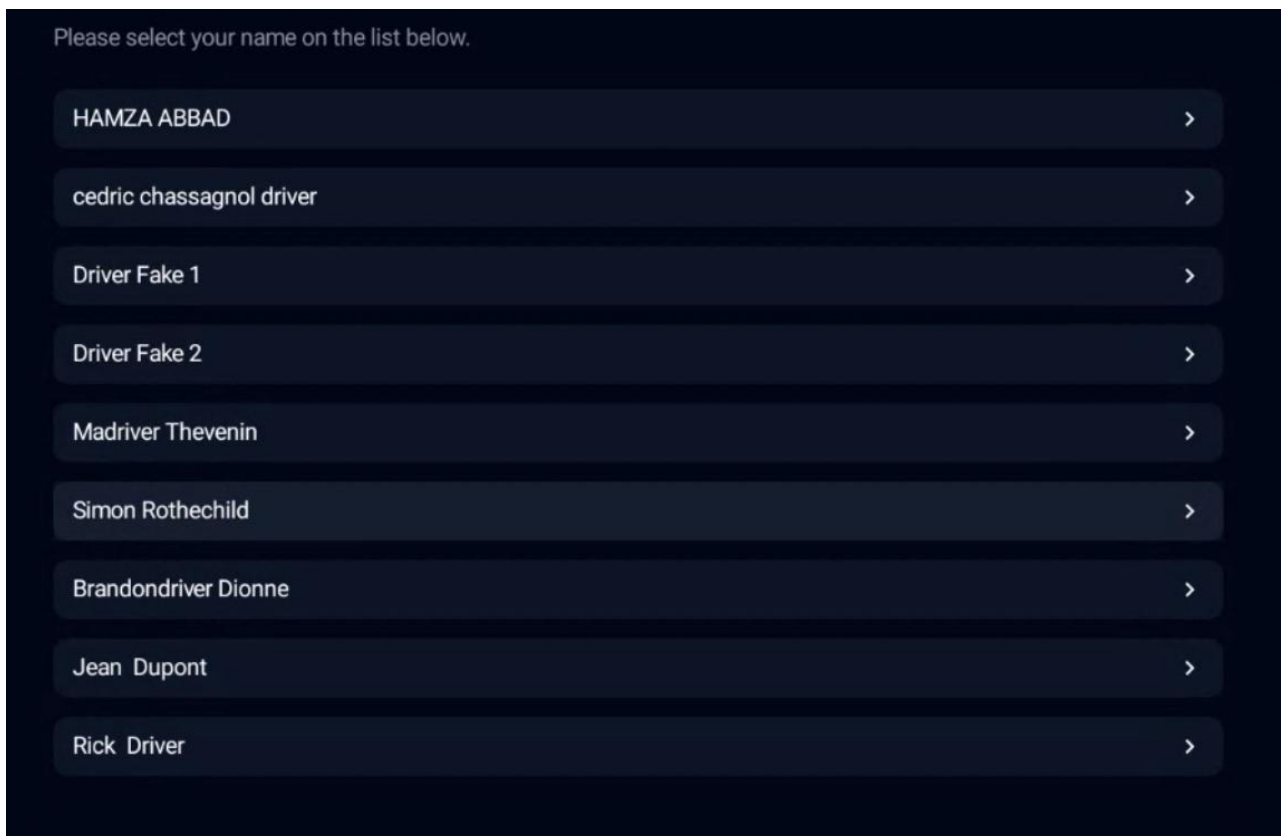 Please select your name on the list below.
HAMZA ABBAD
cedric chassagnol driver
Driver Fake 1
Driver Fake 2
Madriver Thevenin
Simon Rothechild
Brandondriver Dionne
Jean  Dupont
Rick  Driver